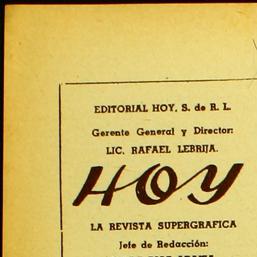 EDITORIAL HOY, S. de R. L.
Gerente General y Director:
LIC. RAFAEL LEBRIJA.
HOY
LA REVISTA SUPERGRAFICA
Jefe de Redacción: